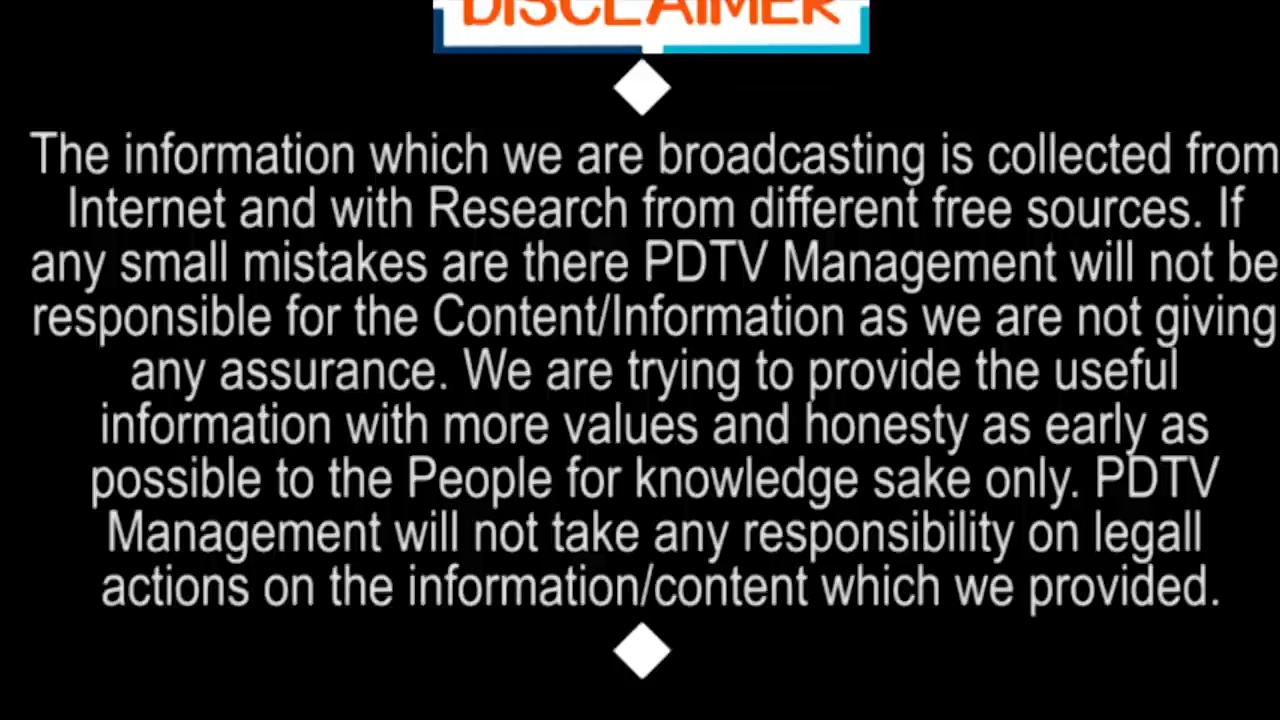 DISCLAIMER
The information which we are broadcasting is collected from
Internet and with Research from different free sources. If
any small mistakes are there PDTV Management will not be
responsible for the Content/Information as we are not giving
any assurance. We are trying to provide the useful
information with more values and honesty as early as
possible to the People for knowledge sake only. PDTV
Management will not take any responsibility on legall
actions on the information/content which we provided.